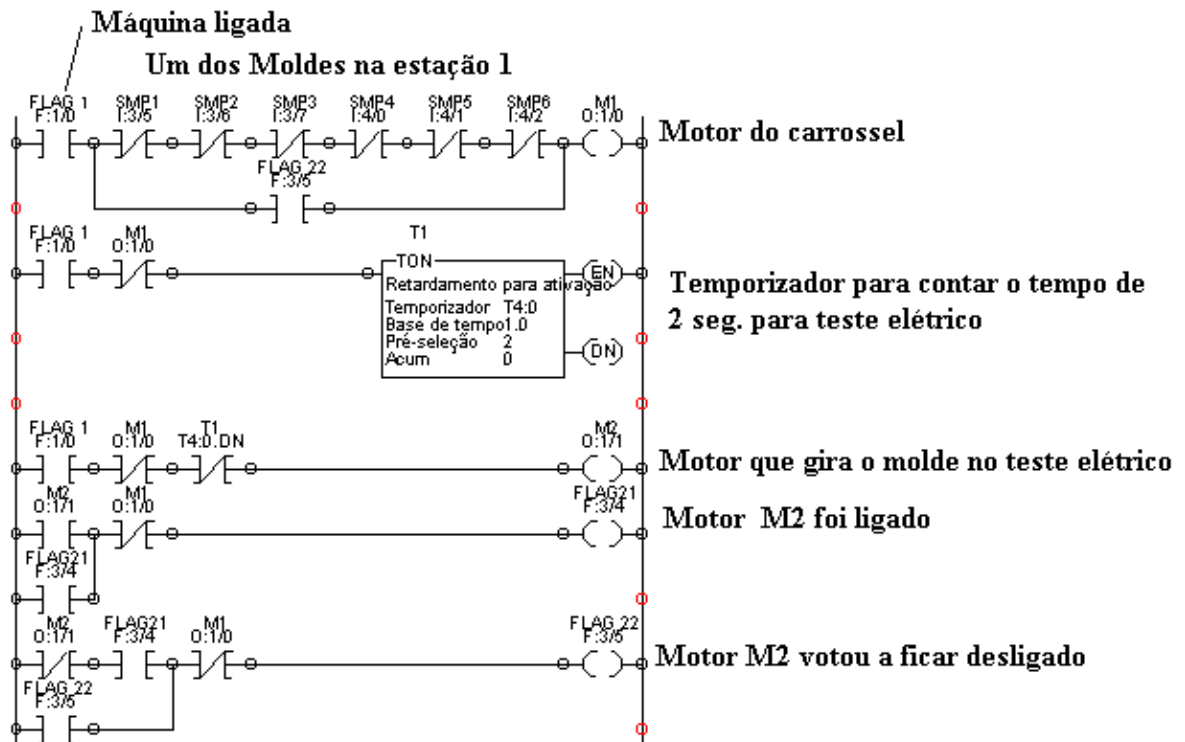 Máquina ligada
Um dos Moldes na estação 1
FLAG 1 SMP1 SMP2 SMP3 SMP4 SMP5 SMP6 M1
F:1/0 I:3/5 I:3/6 I:3/7 I:4/0 I:4/1 I:4/2 O:1/0
Motor do carrossel
FLAG 22
F:3/5
FLAG 1 M1 T1
F:1/0 O:1/0
TON
EN
Retardamento para ativação
Temporizador T4:0
Base de tempo1.0
Pré-seleção 2
DN
Acum 0
Temporizador para contar o tempo de
2 seg. para teste elétrico
FLAG 1 M1 T1 M2
F:1/0 O:1/0 T4:0.DN O:1/1
Motor que gira o molde no teste elétrico
M2 M1 FLAG21
O:1/1 O:1/0 F:3/4
Motor M2 foi ligado
FLAG21
F:3/4
M2 FLAG21 M1 FLAG 22
O:1/1 F:3/4 O:1/0 F:3/5
Motor M2 votou a ficar desligado
FLAG 22
F:3/5